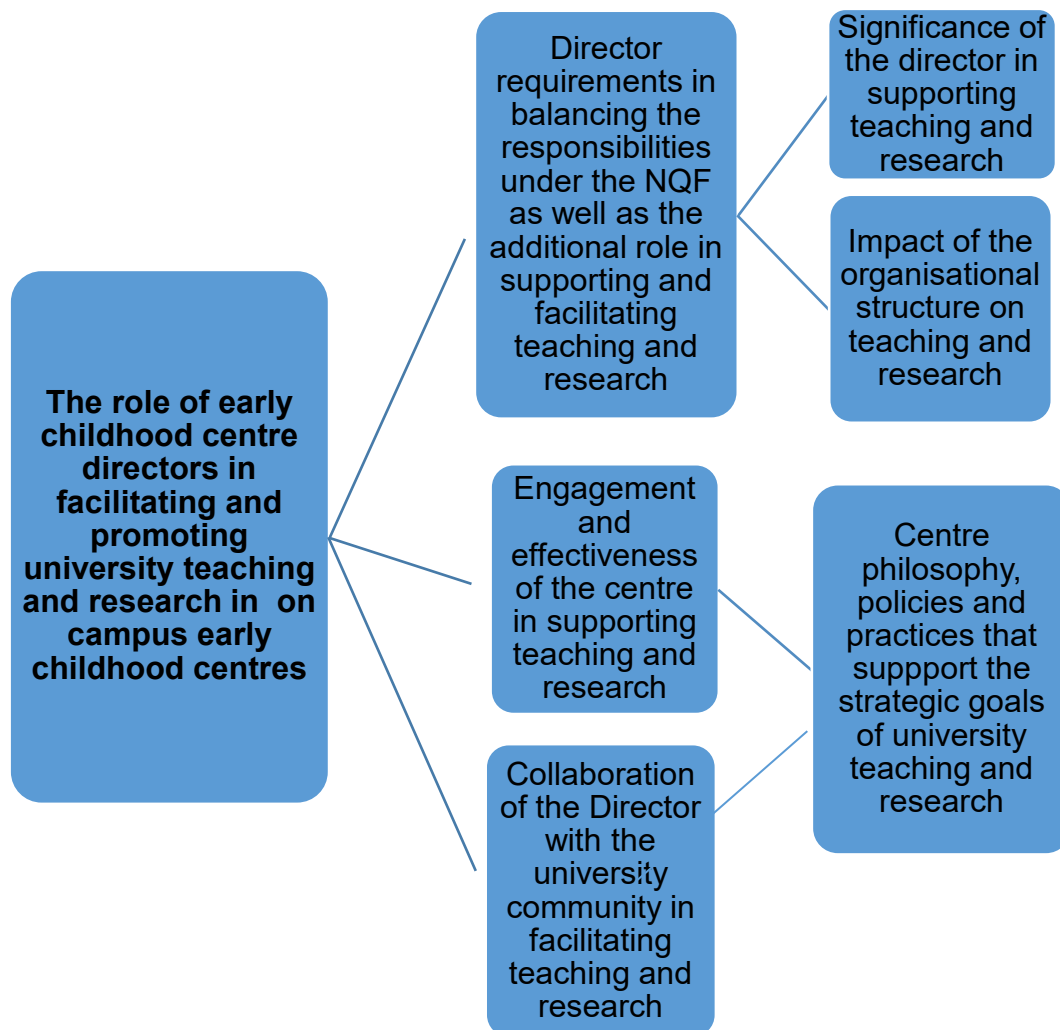 The role of early
childhood centre
directors in
facilitating and
promoting
university teaching
and research in  on
campus early
childhood centres
Director
requirements in
balancing the
responsibilities
under the NQF
as well as the
additional role in
supporting and
facilitating
teaching and
research
Significance of
the director in
supporting
teaching and
research
Impact of the
organisational
structure on
teaching and
research
Engagement
and
effectiveness
of the centre
in supporting
teaching and
research
Collaboration
of the Director
with the
university
community in
facilitating
teaching and
research
Centre
philosophy,
policies and
practices that
suppport the
strategic goals
of university
teaching and
research